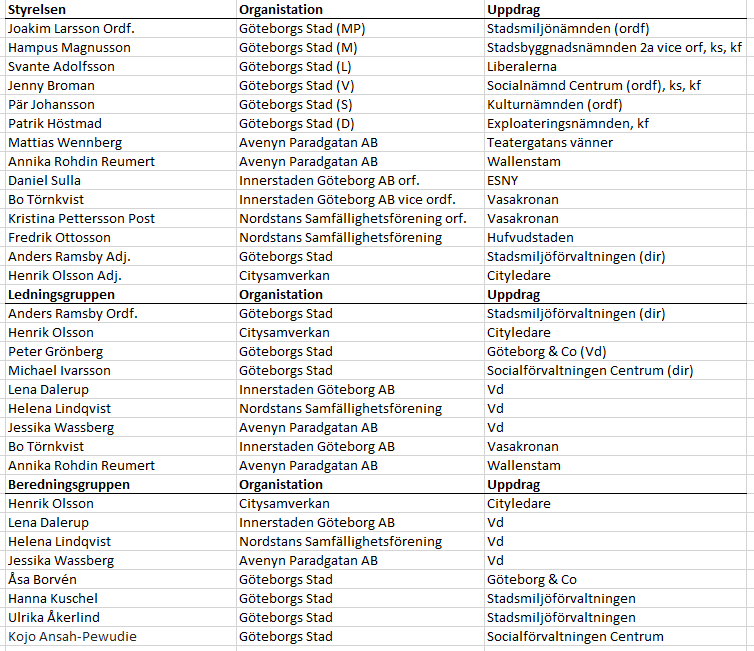 Styrelsen Organistation Uppdrag
Joakim Larsson Ordf. Göteborgs Stad (MP) Stadsmiljönämnden (ordf)
Hampus Magnusson Göteborgs Stad (M) Stadsbyggnadsnämnden 2a vice orf, ks, kf
Svante Adolfsson Göteborgs Stad (L) Liberalerna
Jenny Broman Göteborgs Stad (V) Socialnämnd Centrum (ordf), ks, kf
Pär Johansson Göteborgs Stad (S) Kulturnämnden (ordf)
Patrik Höstmad Göteborgs Stad (D) Exploateringsnämnden, kf
Mattias Wennberg Avenyn Paradgatan AB Teatergatans vänner
Annika Rohdin Reumert Avenyn Paradgatan AB Wallenstam
Daniel Sulla Innerstaden Göteborg AB orf. ESNY
Bo Törnkvist Innerstaden Göteborg AB vice ordf. Vasakronan
Kristina Pettersson Post Nordstans Samfällighetsförening orf. Vasakronan
Fredrik Ottosson Nordstans Samfällighetsförening Hufvudstaden
Anders Ramsby Adj. Göteborgs Stad Stadsmiljöförvaltningen (dir)
Henrik Olsson Adj. Citysamverkan Cityledare
Ledningsgruppen Organistation Uppdrag
Anders Ramsby Ordf. Göteborgs Stad Stadsmiljöförvaltningen (dir)
Henrik Olsson Citysamverkan Cityledare
Peter Grönberg Göteborgs Stad Göteborg & Co (Vd)
Michael Ivarsson Göteborgs Stad Socialförvaltningen Centrum (dir)
Lena Dalerup Innerstaden Göteborg AB Vd
Helena Lindqvist Nordstans Samfällighetsförening Vd
Jessika Wassberg Avenyn Paradgatan AB Vd
Bo Törnkvist Innerstaden Göteborg AB Vasakronan
Annika Rohdin Reumert Avenyn Paradgatan AB Wallenstam
Beredningsgruppen Organistation Uppdrag
Henrik Olsson Citysamverkan Cityledare
Lena Dalerup Innerstaden Göteborg AB Vd
Helena Lindqvist Nordstans Samfällighetsförening Vd
Jessika Wassberg Avenyn Paradgatan AB Vd
Åsa Borvén Göteborgs Stad Göteborg & Co
Hanna Kuschel Göteborgs Stad Stadsmiljöförvaltningen
Ulrika Åkerlind Göteborgs Stad Stadsmiljöförvaltningen
Kojo Ansah-Pewudie Göteborgs Stad Socialförvaltningen Centrum